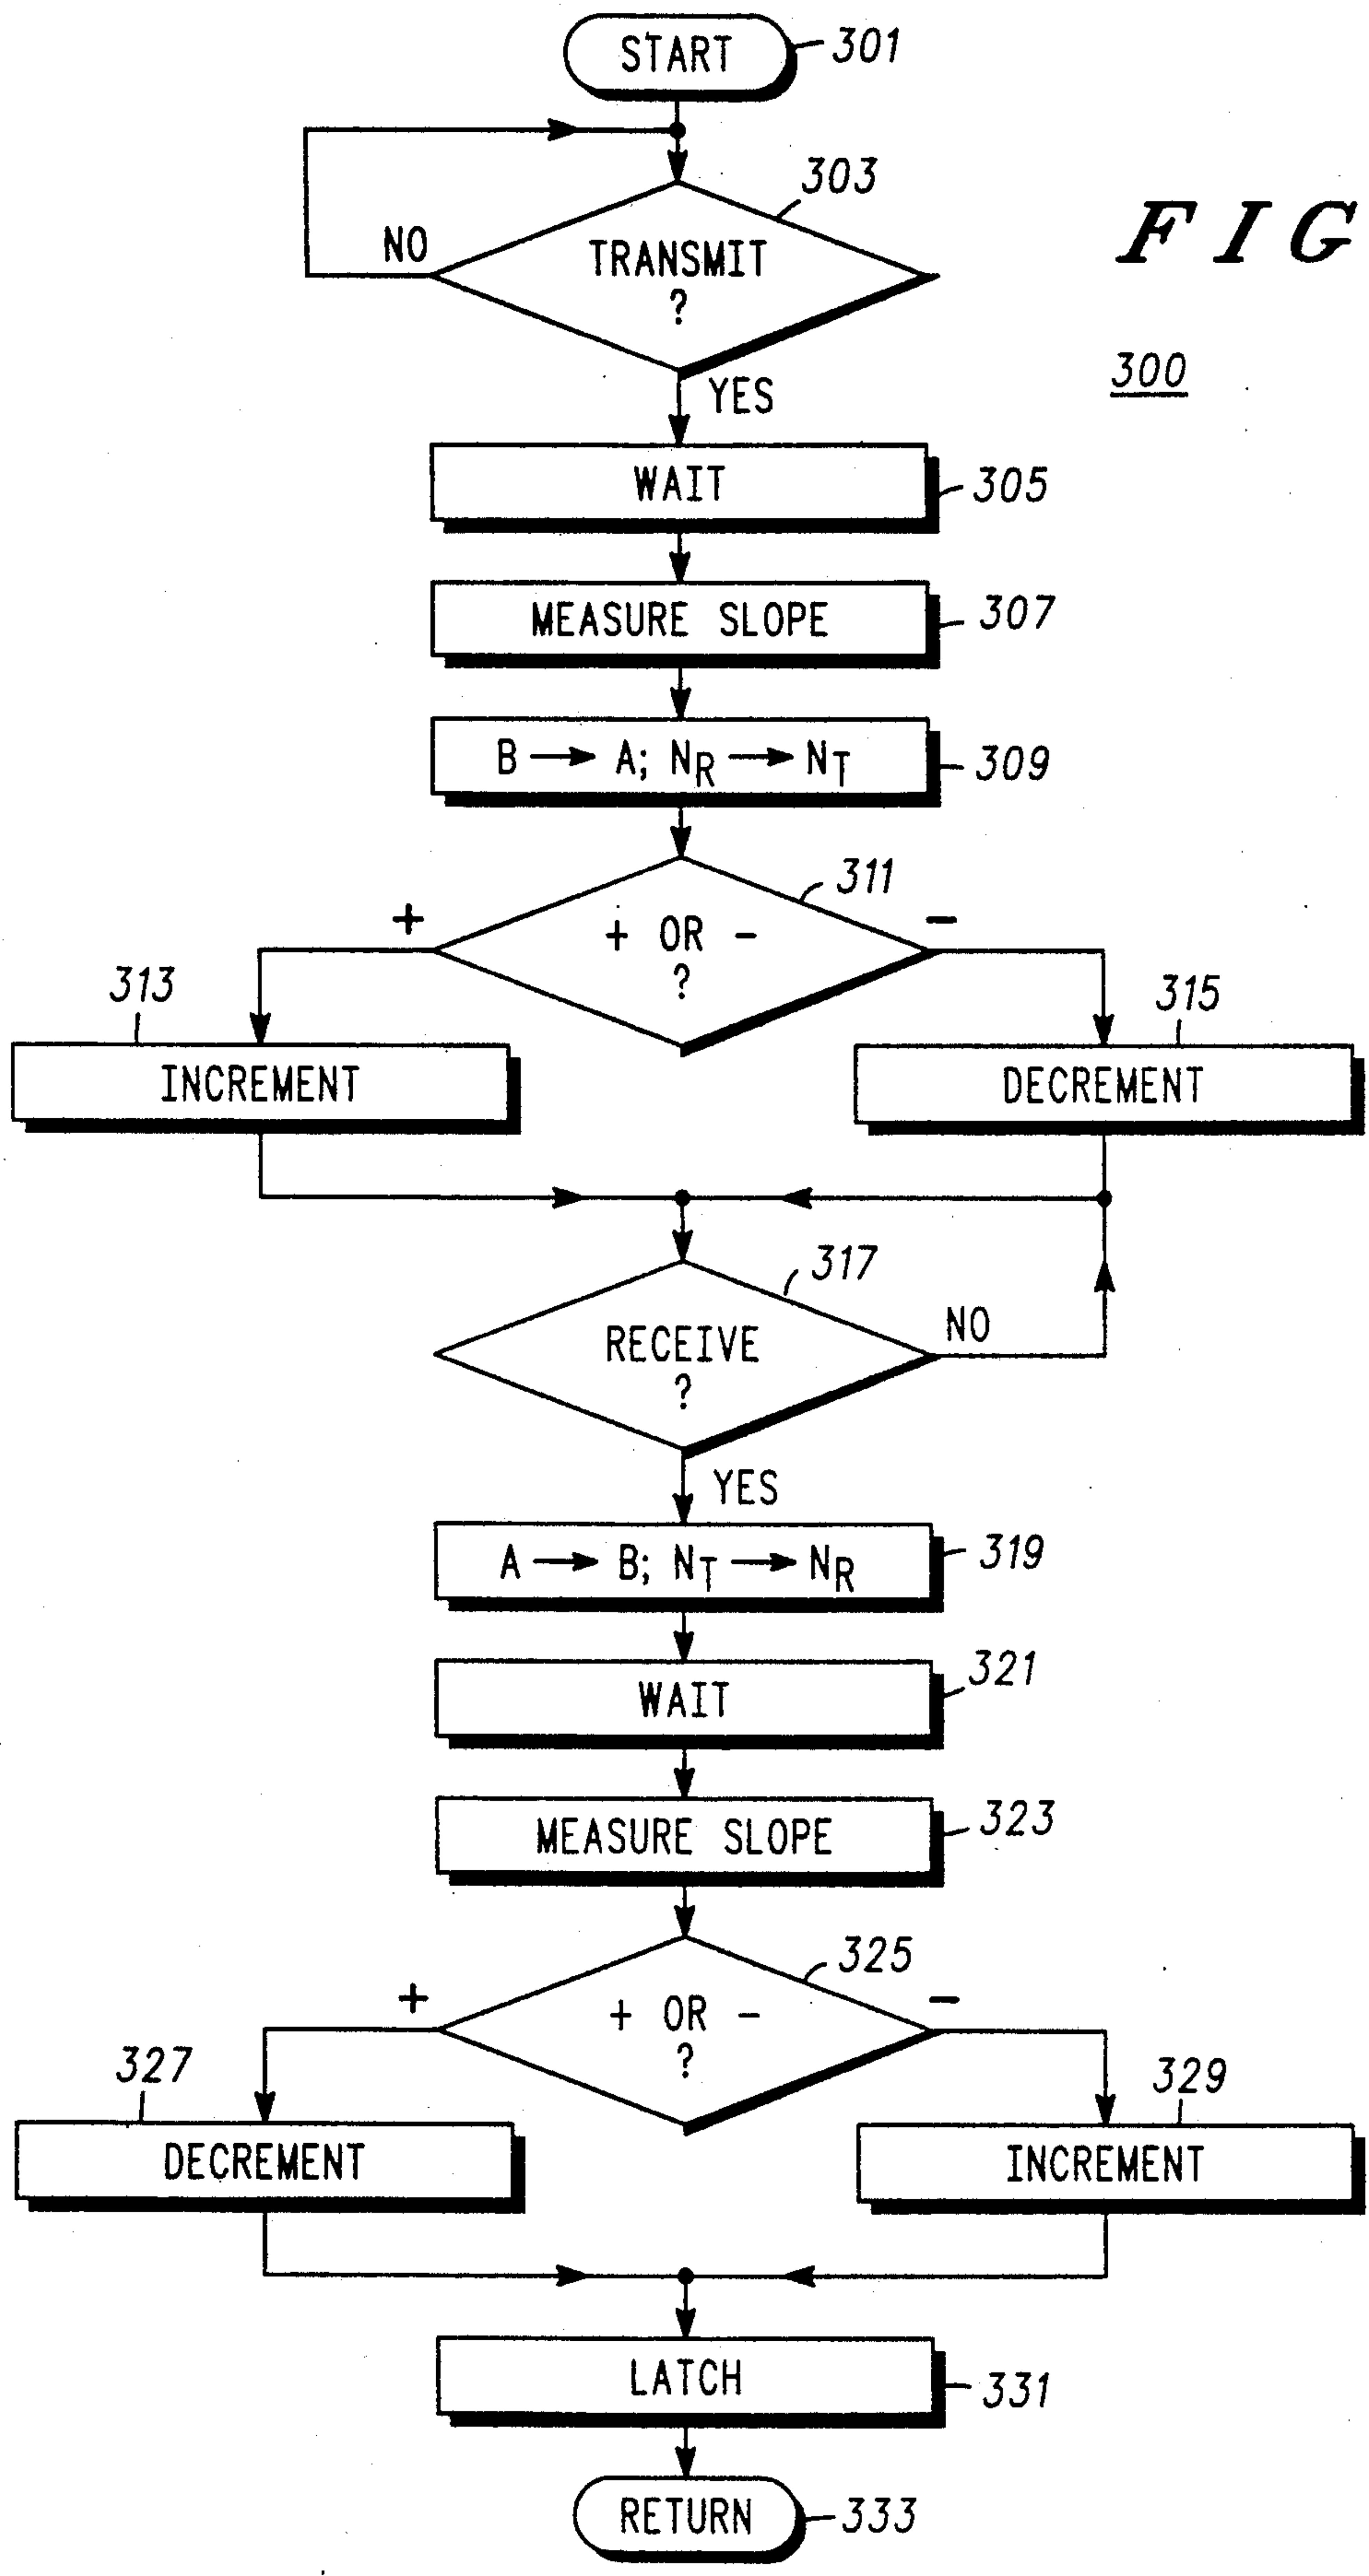 START
301
303
FIG
NO
TRANSMIT
?
300
YES
WAIT
305
MEASURE SLOPE
307
B → A; NR → NT
309
311
+
+ OR -
-
?
313
315
INCREMENT
DECREMENT
317
RECEIVE
?
NO
YES
A → B; NT → NR
319
WAIT
321
MEASURE SLOPE
323
325
+
+ OR -
-
?
327
329
DECREMENT
INCREMENT
LATCH
331
RETURN
333